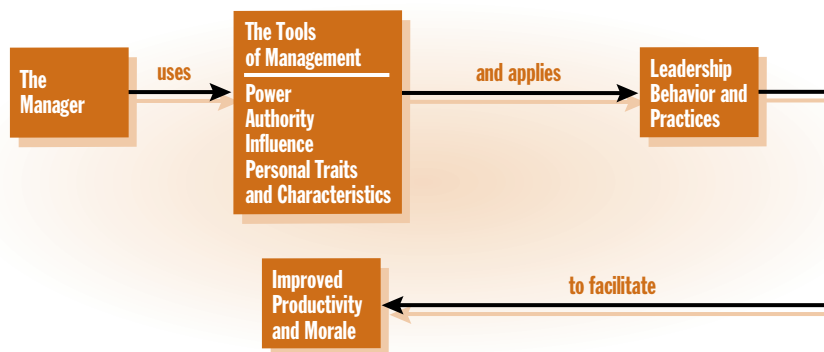 The
Manager
uses
The Tools
of Management
Power
Authority
Influence
Personal Traits
and Characteristics
and applies
Leadership
Behavior and
Practices
to facilitate
Improved
Productivity
and Morale